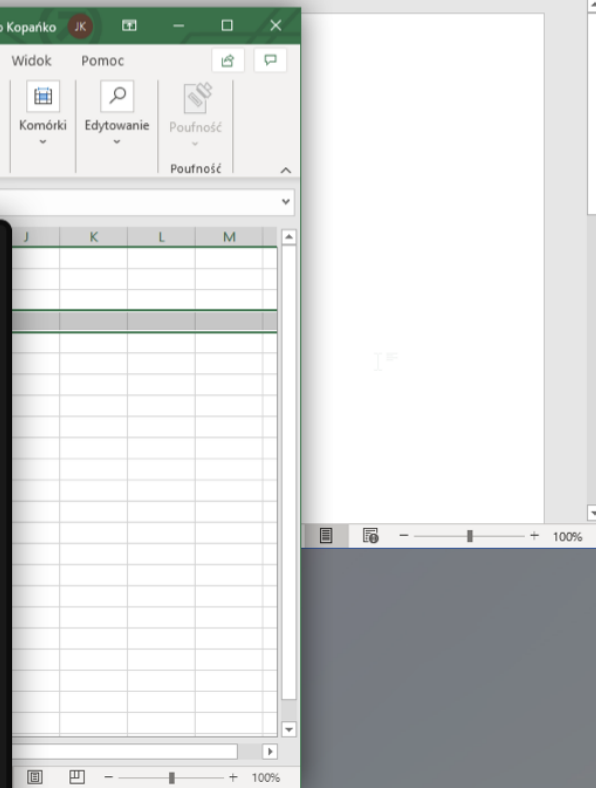 Kopańko JK
Widok Pomoc
Komórki Edytowanie Poufność
Poufność
J K L M
100%
100%